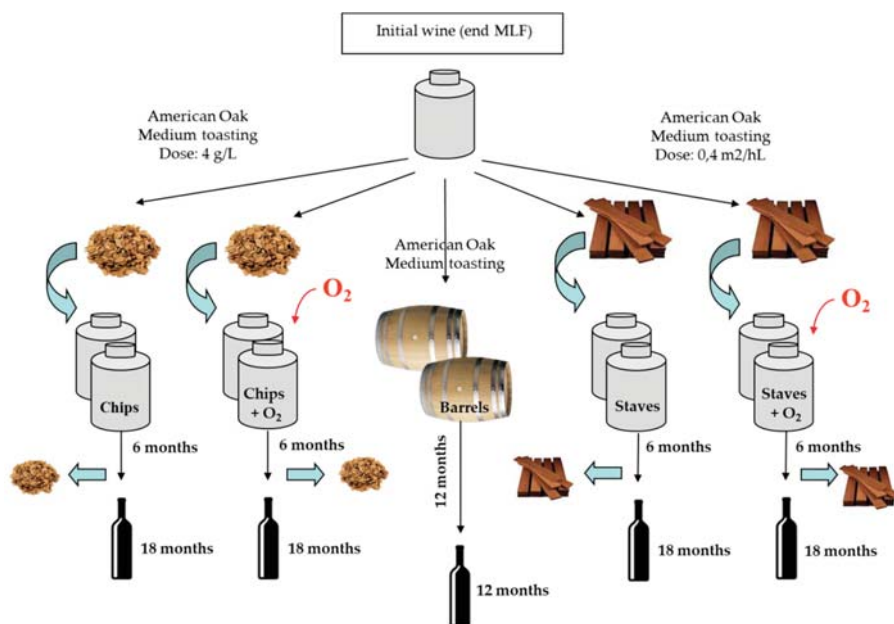 Initial wine (end MLF)
American Oak
Medium toasting
Dose: 4 g/L
American Oak
Medium toasting
Dose: 0,4 m2/hL
American Oak
Medium toasting
O₂
O₂
Chips
Chips
+ O₂
Barrels
Staves
Staves
+ O₂
6 months
6 months
12 months
6 months
6 months
18 months
18 months
12 months
18 months
18 months